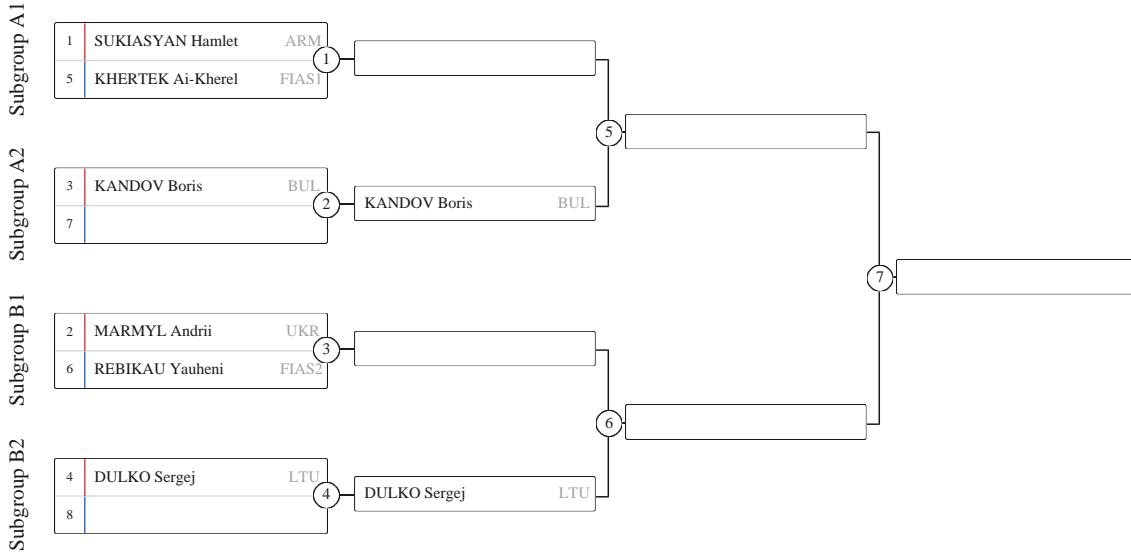 Subgroup A1
1 SUKIASYAN Hamlet ARM
5 KHERTEK Ai-Kherel FIAS1
1
5
Subgroup A2
3 KANDOV Boris BUL
7
2
KANDOV Boris BUL
7
Subgroup B1
2 MARMYL Andrii UKR
6 REBIKAU Yauheni FIAS2
3
6
Subgroup B2
4 DULKO Sergej LTU
8
4
DULKO Sergej LTU